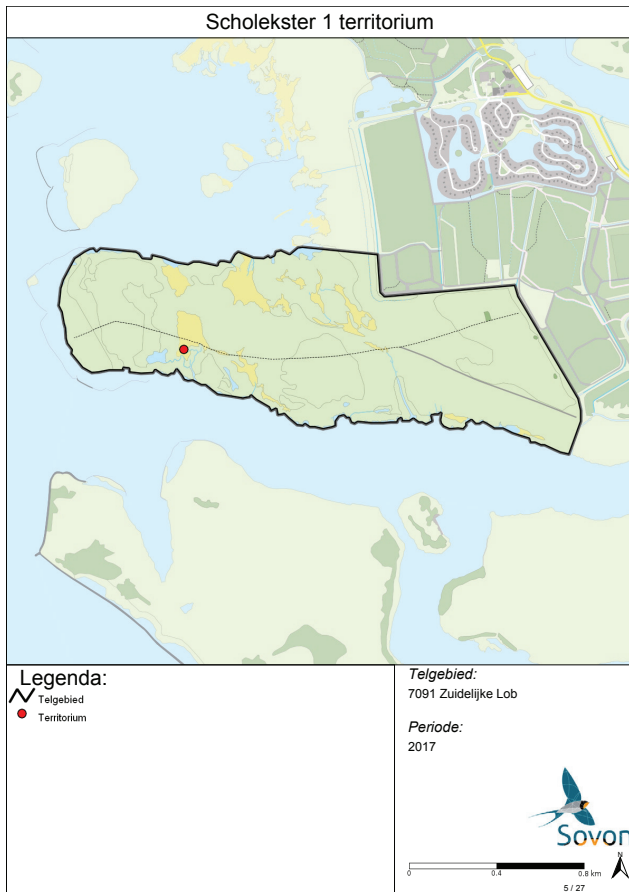 Scholekster 1 territorium
Legenda:
Telgebied
Territorium
Telgebied:
7091 Zuidelijke Lob
Periode:
2017
Sovon
N
0 0.4 0.8 km
5 / 27